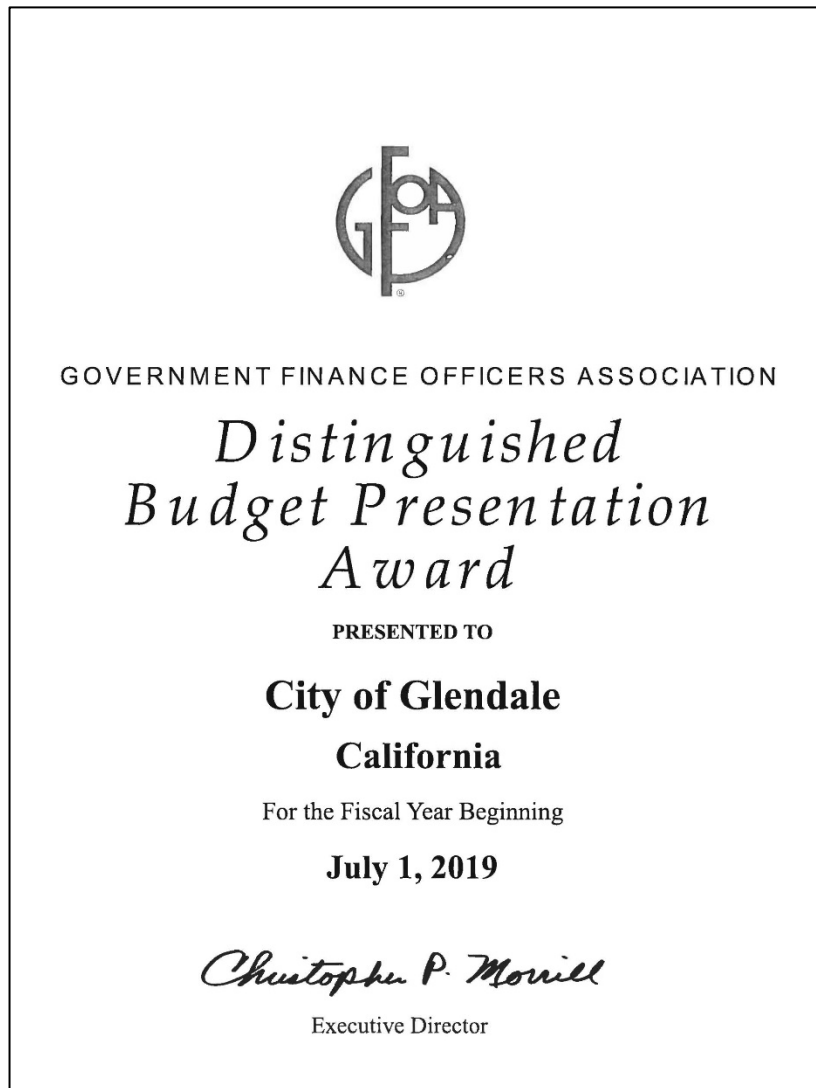 GFOA
GOVERNMENT FINANCE OFFICERS ASSOCIATION
Distinguished
Budget Presentation
Award
PRESENTED TO
City of Glendale
California
For the Fiscal Year Beginning
July 1, 2019
Christopher P. Morrill
Executive Director